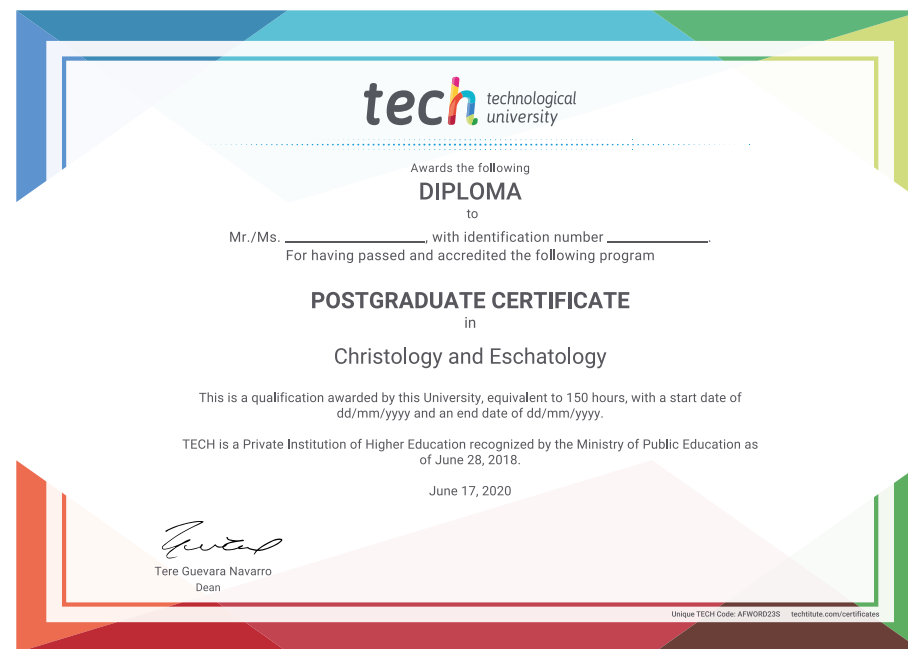 tech technological
university
Awards the following
DIPLOMA
to
Mr./Ms. ____________________, with identification number ______________.
For having passed and accredited the following program
POSTGRADUATE CERTIFICATE
in
Christology and Eschatology
This is a qualification awarded by this University, equivalent to 150 hours, with a start date of
dd/mm/yyyy and an end date of dd/mm/yyyy.
TECH is a Private Institution of Higher Education recognized by the Ministry of Public Education as
of June 28, 2018.
June 17, 2020
Tere Guevara Navarro
Dean
Unique TECH Code: AFWORD23S techtitute.com/certificates